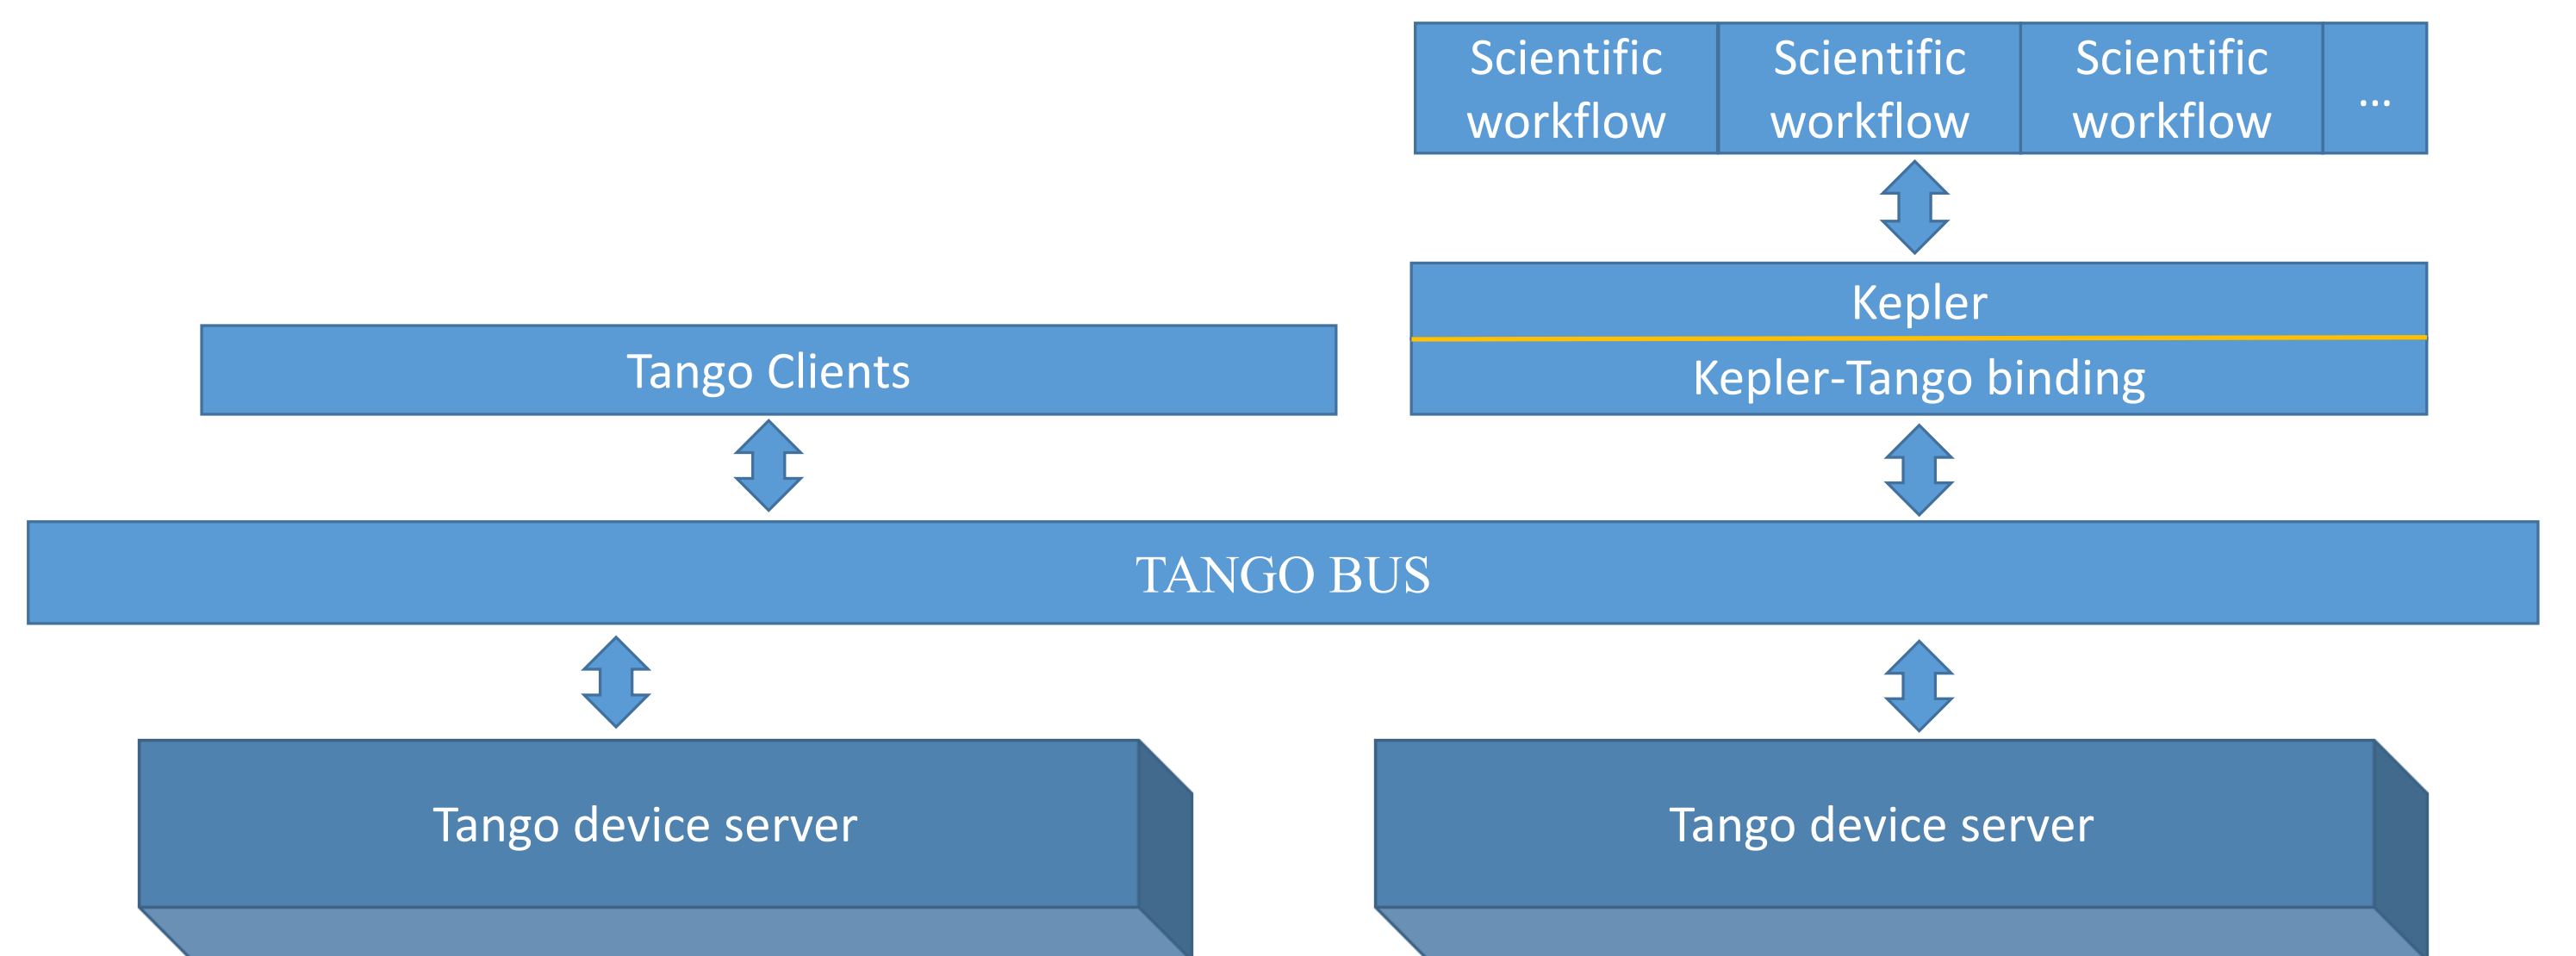 Scientific
workflow
Scientific
workflow
Scientific
workflow
...
Kepler
Tango Clients
Kepler-Tango binding
TANGO BUS
Tango device server
Tango device server